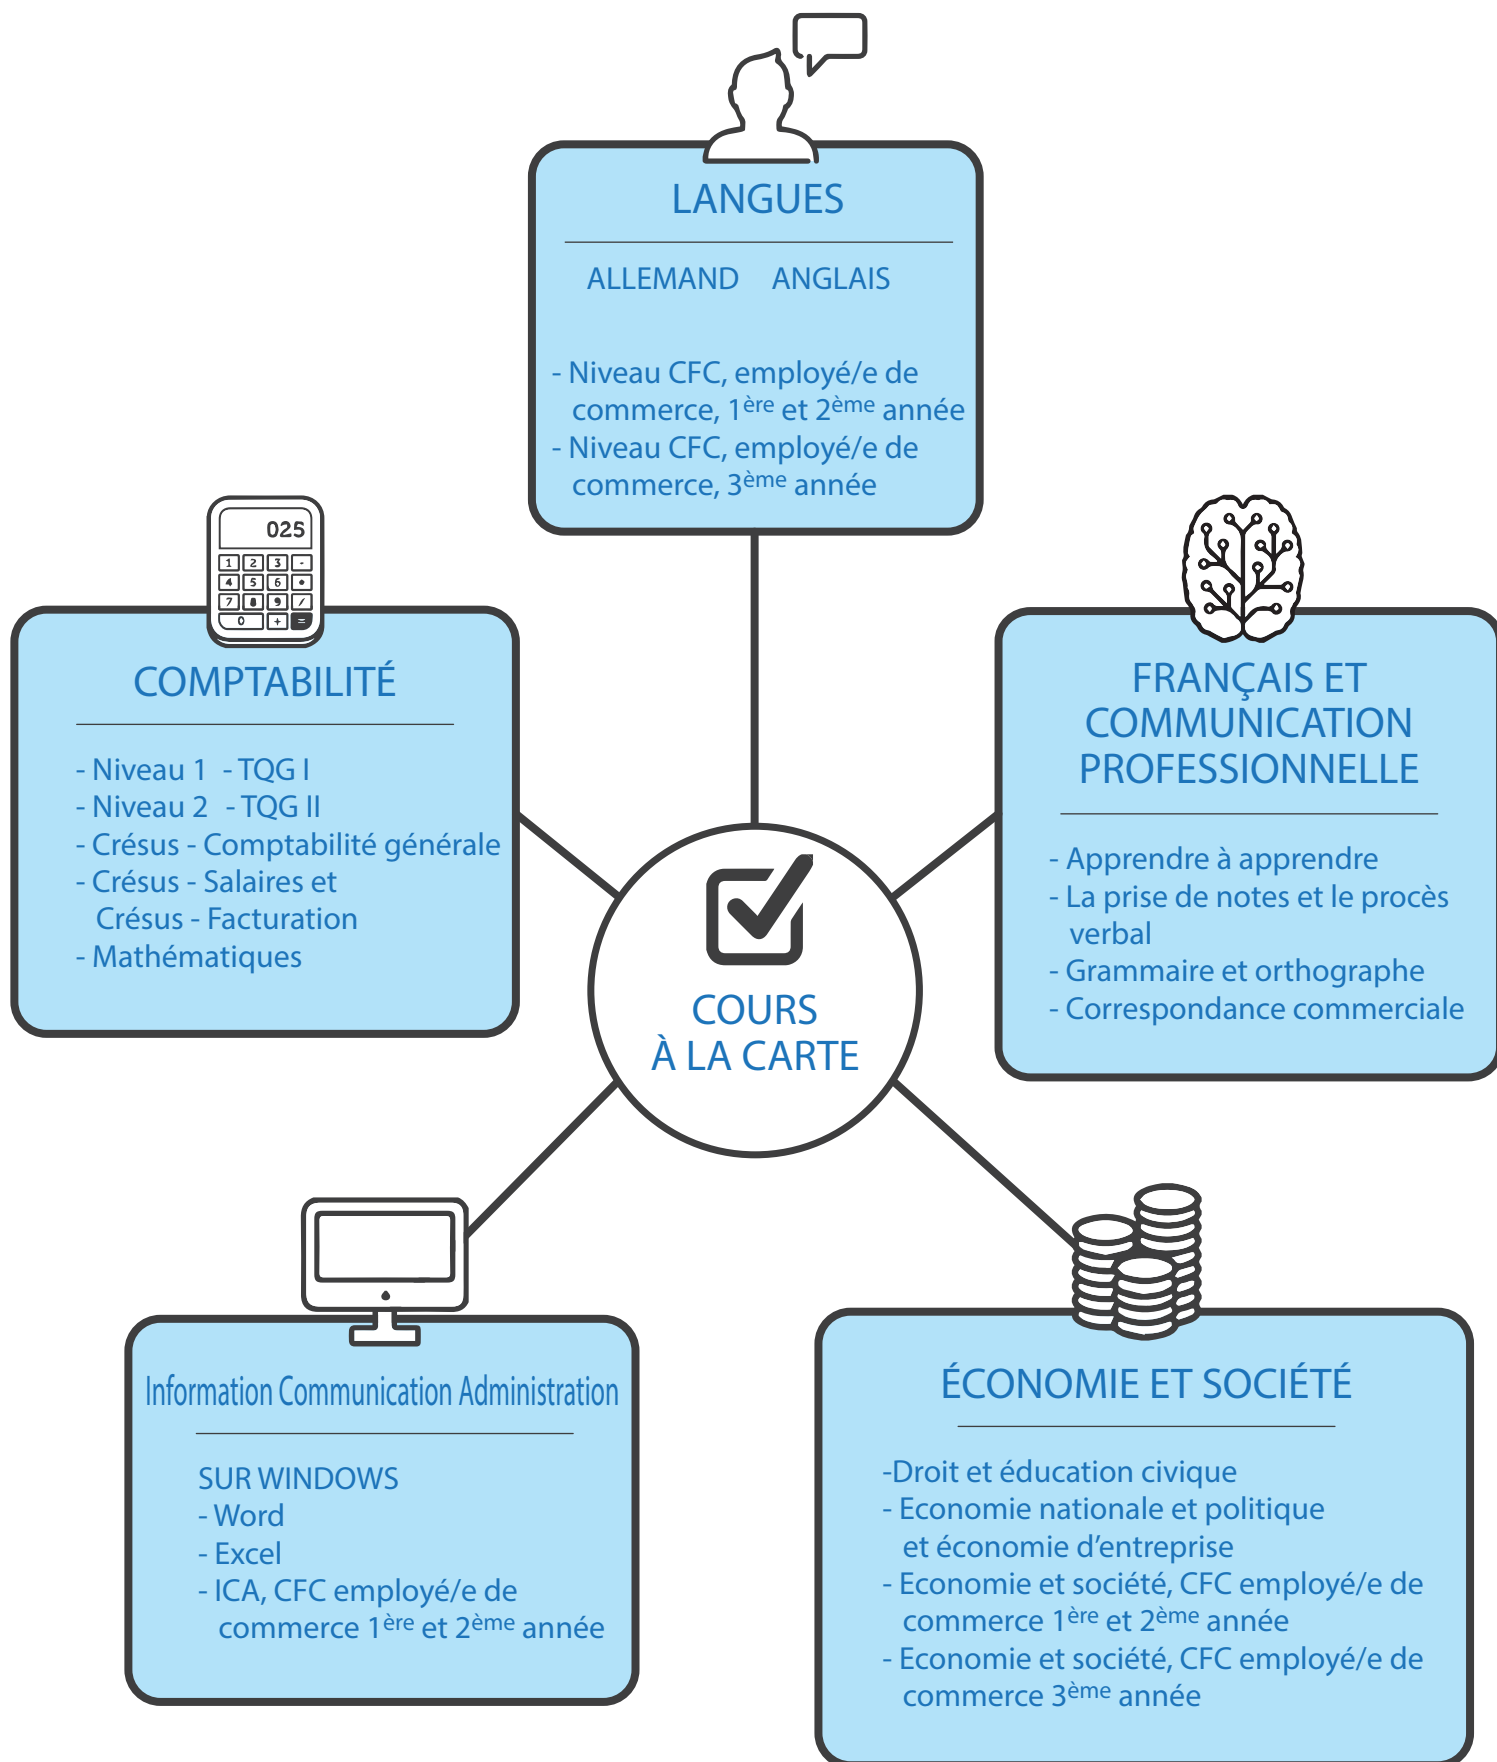 LANGUES
ALLEMAND ANGLAIS
- Niveau CFC, employé/e de
commerce, 1ère et 2ème année
- Niveau CFC, employé/e de
commerce, 3ème année
025
1 2 3 -
4 5 6 •
7 8 9 /
0 + =
COMPTABILITÉ
- Niveau 1 - TQG I
- Niveau 2 - TQG II
- Crésus - Comptabilité générale
- Crésus - Salaires et
Crésus - Facturation
- Mathématiques
FRANÇAIS ET
COMMUNICATION
PROFESSIONNELLE
- Apprendre à apprendre
- La prise de notes et le procès
verbal
- Grammaire et orthographe
- Correspondance commerciale
COURS
À LA CARTE
Information Communication Administration
SUR WINDOWS
- Word
- Excel
- ICA, CFC employé/e de
commerce 1ère et 2ème année
ÉCONOMIE ET SOCIÉTÉ
-Droit et éducation civique
- Economie nationale et politique
et économie d’entreprise
- Economie et société, CFC employé/e de
commerce 1ère et 2ème année
- Economie et société, CFC employé/e de
commerce 3ème année